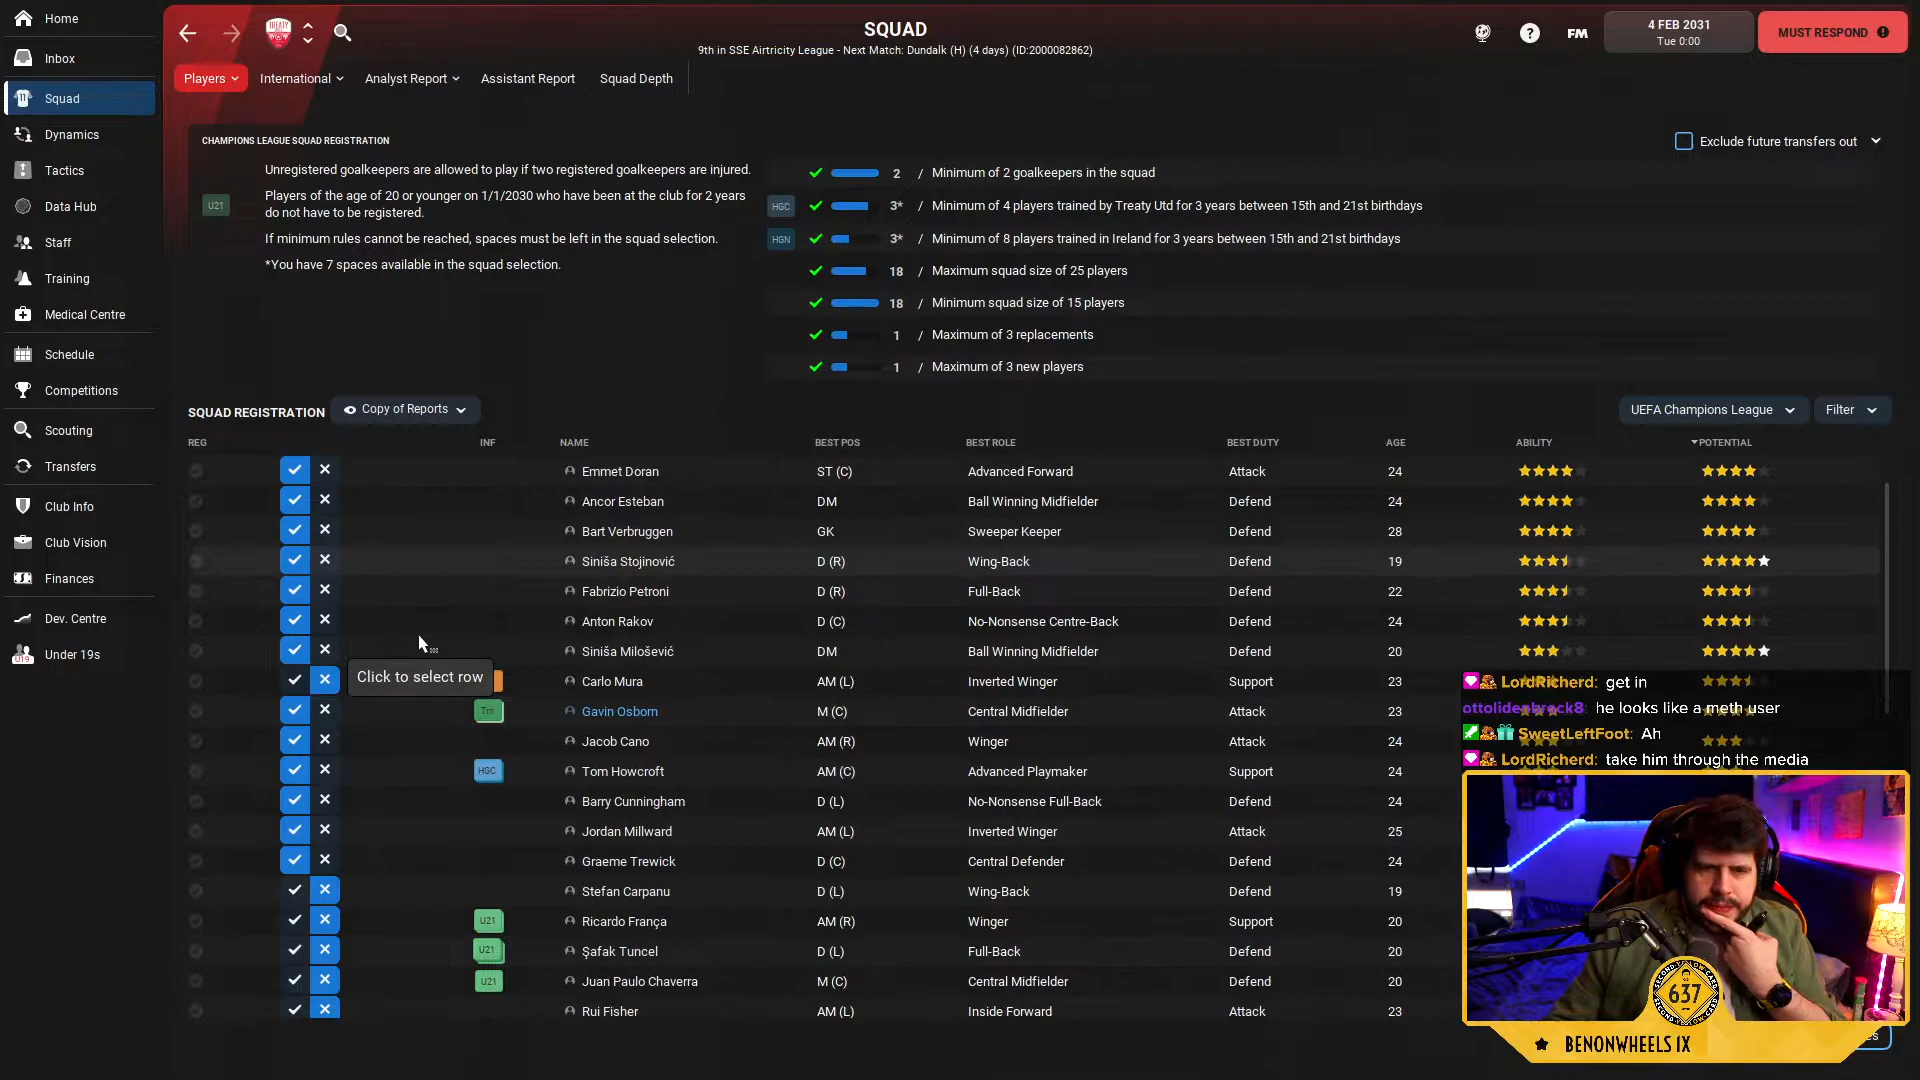 Home
Inbox
Squad
Dynamics
Tactics
Data Hub
Staff
Training
Medical Centre
Schedule
Competitions
Scouting
Transfers
Club Info
Club Vision
Finances
Dev. Centre
U19 Under 19s
TREATY
SQUAD
9th in SSE Airtricity League - Next Match: Dundalk (H) (4 days) (ID:2000082862)
? FM
4 FEB 2031
Tue 0:00
MUST RESPOND
Players International Analyst Report Assistant Report Squad Depth
CHAMPIONS LEAGUE SQUAD REGISTRATION
Exclude future transfers out
Unregistered goalkeepers are allowed to play if two registered goalkeepers are injured.
U21 Players of the age of 20 or younger on 1/1/2030 who have been at the club for 2 years
do not have to be registered.
If minimum rules cannot be reached, spaces must be left in the squad selection.
*You have 7 spaces available in the squad selection.
2 / Minimum of 2 goalkeepers in the squad
HGC 3* / Minimum of 4 players trained by Treaty Utd for 3 years between 15th and 21st birthdays
HGN 3* / Minimum of 8 players trained in Ireland for 3 years between 15th and 21st birthdays
18 / Maximum squad size of 25 players
18 / Minimum squad size of 15 players
1 / Maximum of 3 replacements
1 / Maximum of 3 new players
SQUAD REGISTRATION Copy of Reports UEFA Champions League Filter
REG INF NAME BEST POS BEST ROLE BEST DUTY AGE ABILITY POTENTIAL
Emmet Doran ST (C) Advanced Forward Attack 24
Ancor Esteban DM Ball Winning Midfielder Defend 24
Bart Verbruggen GK Sweeper Keeper Defend 28
Siniša Stojinović D (R) Wing-Back Defend 19
Fabrizio Petroni D (R) Full-Back Defend 22
Anton Rakov D (C) No-Nonsense Centre-Back Defend 24
Siniša Milošević DM Ball Winning Midfielder Defend 20
Carlo Mura AM (L) Inverted Winger Support 23
Click to select row
Trn Gavin Osborn M (C) Central Midfielder Attack 23
Jacob Cano AM (R) Winger Attack 24
HGC Tom Howcroft AM (C) Advanced Playmaker Support 24
Barry Cunningham D (L) No-Nonsense Full-Back Defend 24
Jordan Millward AM (L) Inverted Winger Attack 25
Graeme Trewick D (C) Central Defender Defend 24
Stefan Carpanu D (L) Wing-Back Defend 19
U21 Ricardo França AM (R) Winger Support 20
U21 Şafak Tuncel D (L) Full-Back Defend 20
U21 Juan Paulo Chaverra M (C) Central Midfielder Defend 20
Rui Fisher AM (L) Inside Forward Attack 23
LordRicherd: get in
he looks like a meth user
SweetLeftFoot: Ah
LordRicherd: take him through the media
SECOND YELLOW CARD
637
BENONWHEELS IX